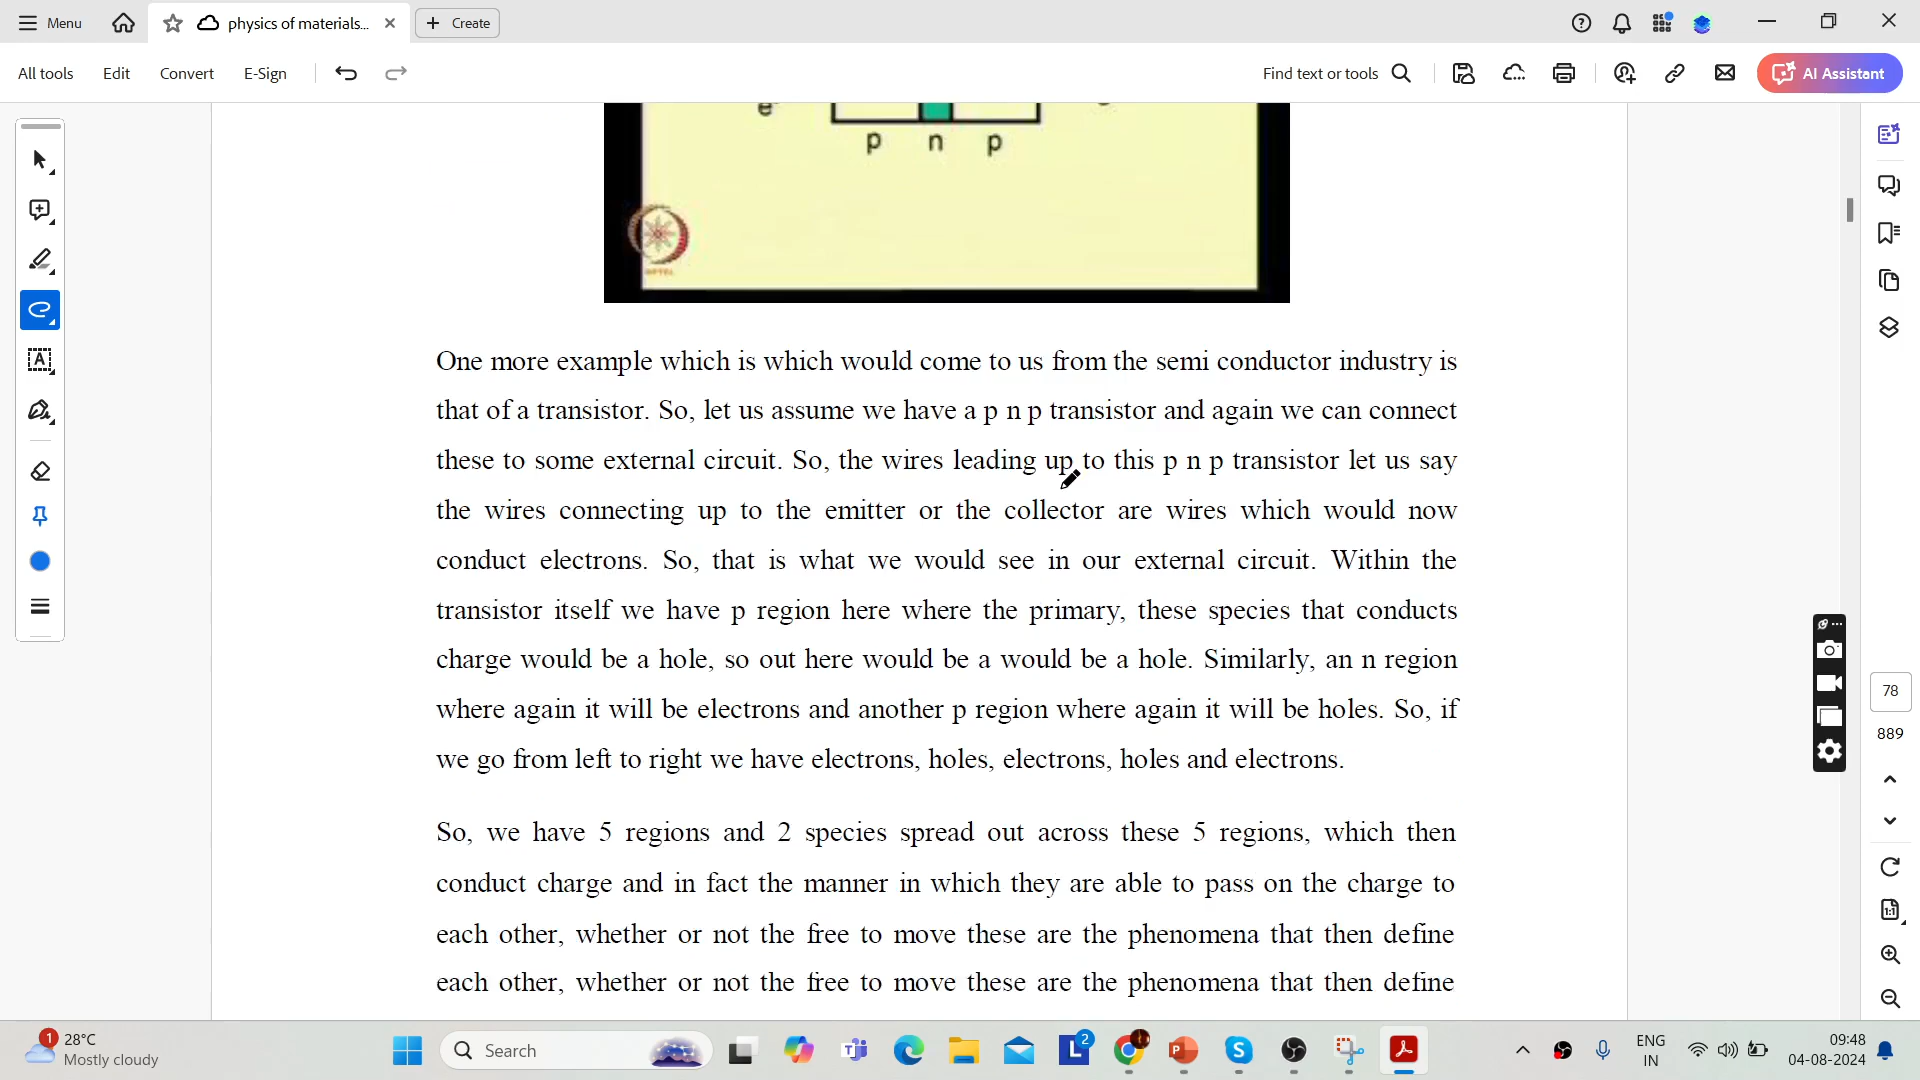 Menu
physics of materials...
Create
All tools
Edit
Convert
E-Sign
Find text or tools
AI Assistant
e
p n p
NPTEL
One more example which is which would come to us from the semi conductor industry is
that of a transistor. So, let us assume we have a p n p transistor and again we can connect
these to some external circuit. So, the wires leading up to this p n p transistor let us say
the wires connecting up to the emitter or the collector are wires which would now
conduct electrons. So, that is what we would see in our external circuit. Within the
transistor itself we have p region here where the primary, these species that conducts
charge would be a hole, so out here would be a would be a hole. Similarly, an n region
where again it will be electrons and another p region where again it will be holes. So, if
we go from left to right we have electrons, holes, electrons, holes and electrons.
So, we have 5 regions and 2 species spread out across these 5 regions, which then
conduct charge and in fact the manner in which they are able to pass on the charge to
each other, whether or not the free to move these are the phenomena that then define
each other, whether or not the free to move these are the phenomena that then define
78
889
1
28°C
Mostly cloudy
Search
2
ENG
IN
09:48
04-08-2024